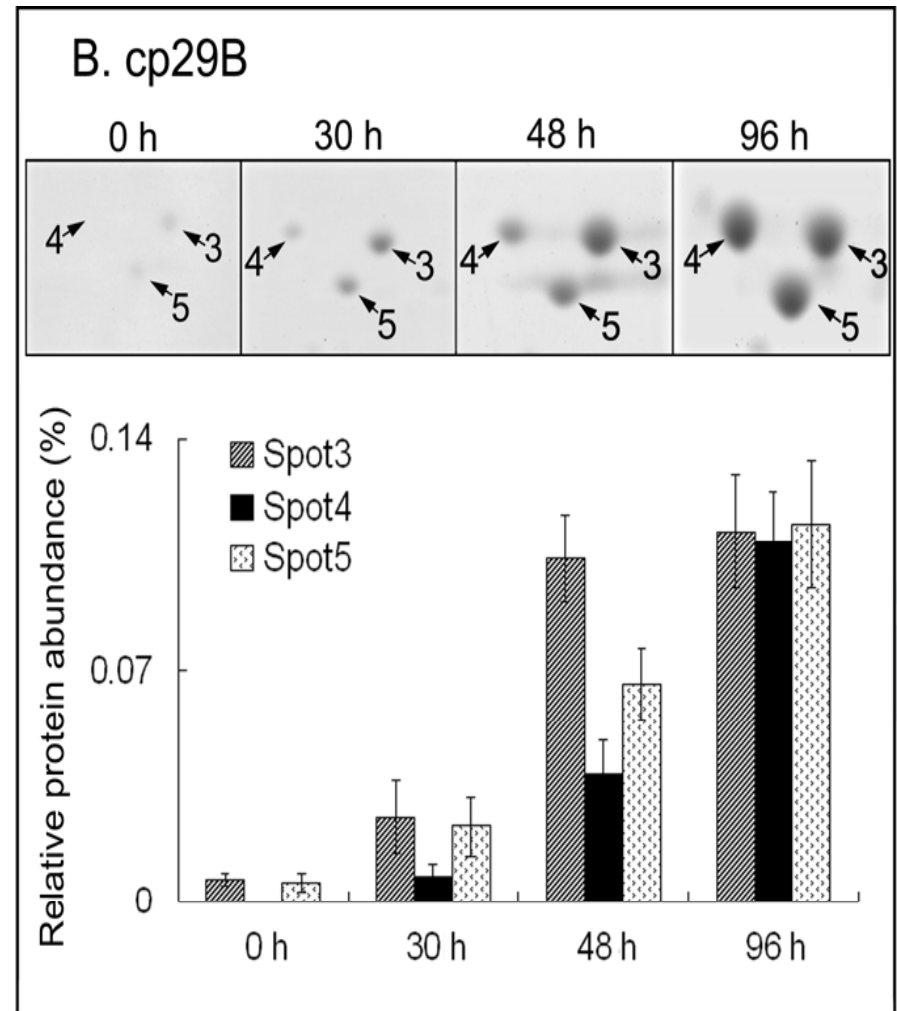 B. cp29B
0 h 30 h 48 h 96 h
4 3 5
4 3 5
4 3 5
4 3 5
Relative protein abundance (%)
0.14
0.07
0
Spot3
Spot4
Spot5
0 h 30 h 48 h 96 h